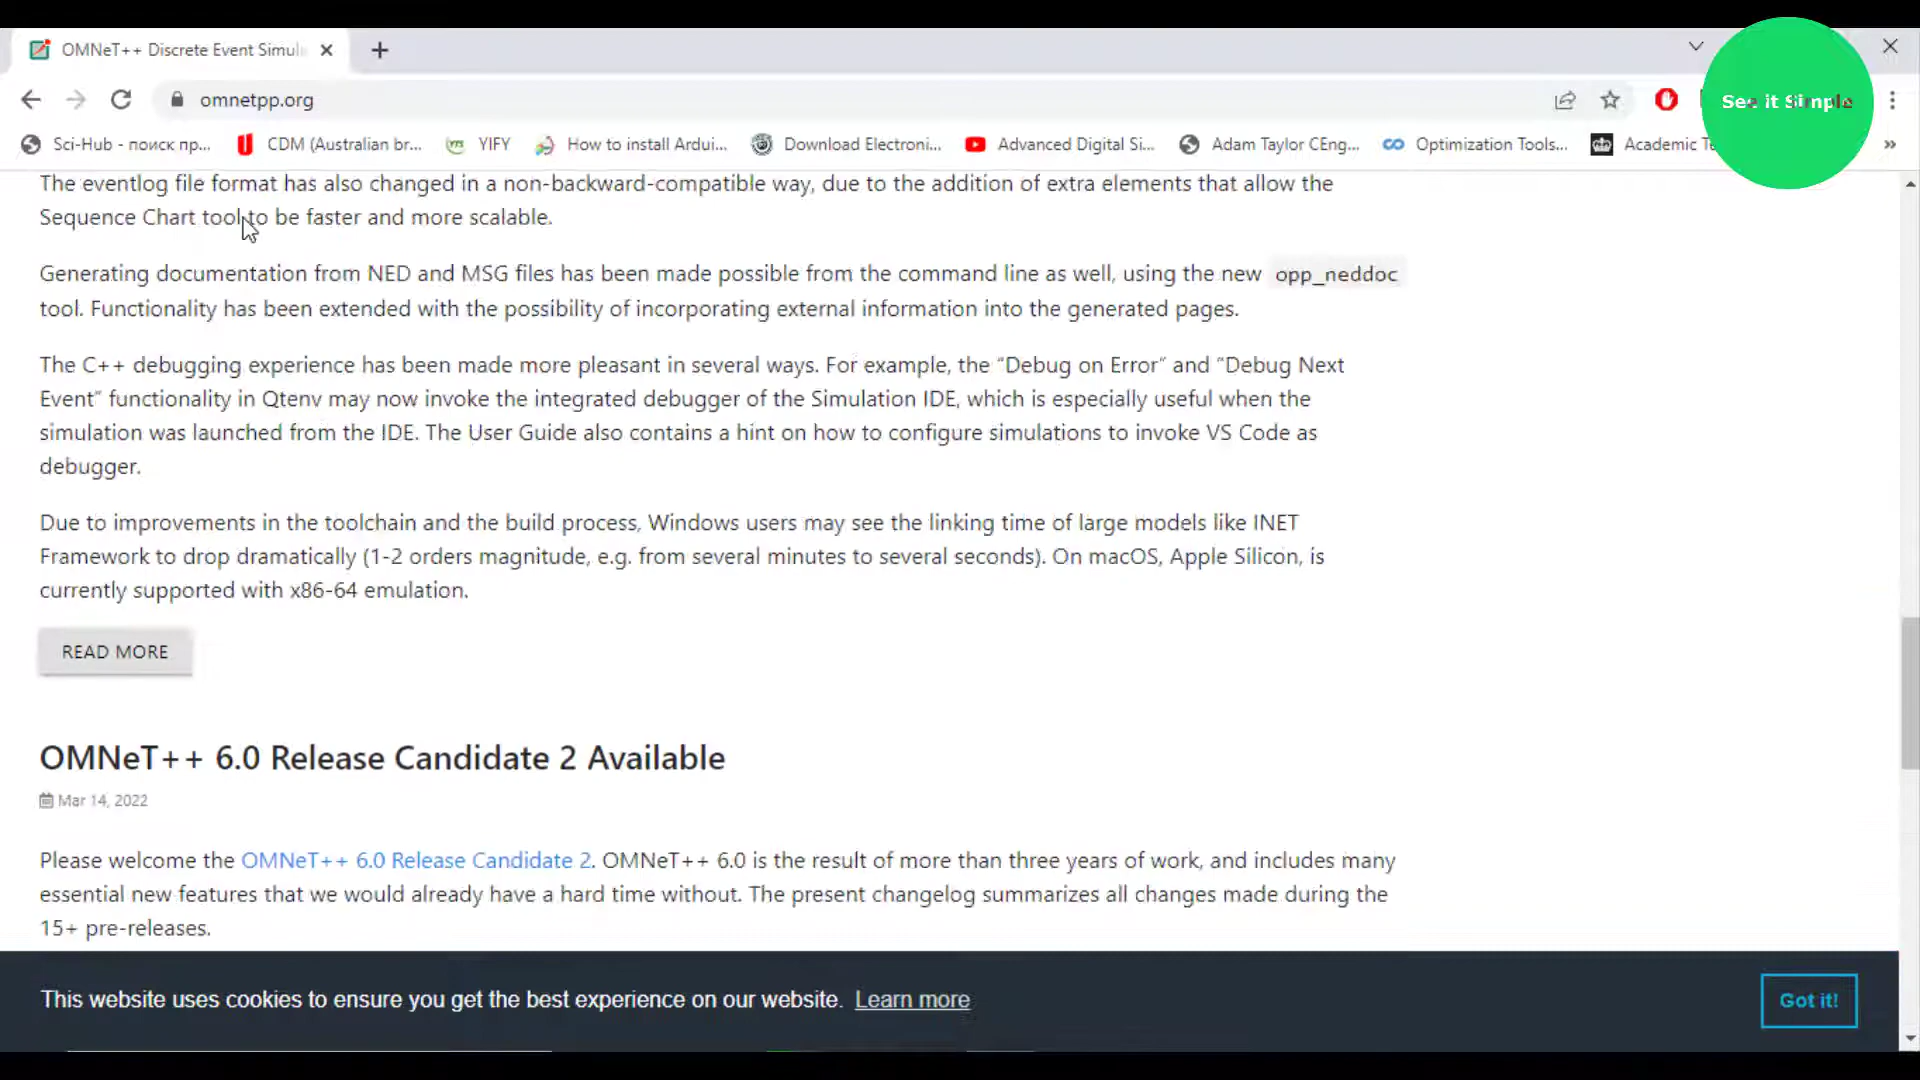 OMNeT++ Discrete Event Simul
omnetpp.org
See it Simple
Sci-Hub - поиск пр...
CDM (Australian br...
YIFY
How to install Ardui...
Download Electroni...
Advanced Digital Si...
Adam Taylor CEng,...
Optimization Tools...
Academic
The eventlog file format has also changed in a non-backward-compatible way, due to the addition of extra elements that allow the
Sequence Chart tool to be faster and more scalable.
Generating documentation from NED and MSG files has been made possible from the command line as well, using the new opp_neddoc
tool. Functionality has been extended with the possibility of incorporating external information into the generated pages.
The C++ debugging experience has been made more pleasant in several ways. For example, the “Debug on Error” and “Debug Next
Event” functionality in Qtenv may now invoke the integrated debugger of the Simulation IDE, which is especially useful when the
simulation was launched from the IDE. The User Guide also contains a hint on how to configure simulations to invoke VS Code as
debugger.
Due to improvements in the toolchain and the build process, Windows users may see the linking time of large models like INET
Framework to drop dramatically (1-2 orders magnitude, e.g. from several minutes to several seconds). On macOS, Apple Silicon, is
currently supported with x86-64 emulation.
READ MORE
OMNeT++ 6.0 Release Candidate 2 Available
Mar 14, 2022
Please welcome the OMNeT++ 6.0 Release Candidate 2. OMNeT++ 6.0 is the result of more than three years of work, and includes many
essential new features that we would already have a hard time without. The present changelog summarizes all changes made during the
15+ pre-releases.
This website uses cookies to ensure you get the best experience on our website. Learn more
Got it!